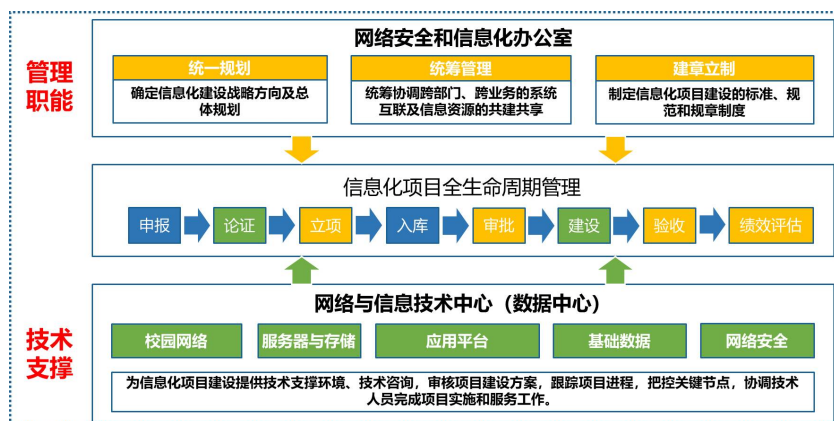 网络安全和信息化办公室
管理
职能
统一规划
统筹管理
建章立制
确定信息化建设战略方向及总
体规划
统筹协调跨部门、跨业务的系统
互联及信息资源的共建共享
制定信息化项目建设的标准、规
范和规章制度
信息化项目全生命周期管理
申报
论证
立项
入库
审批
建设
验收
绩效评估
网络与信息技术中心（数据中心）
技术
支撑
校园网络
服务器与存储
应用平台
基础数据
网络安全
为信息化项目建设提供技术支撑环境、技术咨询，审核项目建设方案，跟踪项目进程，把控关键节点，协调技术
人员完成项目实施和服务工作。